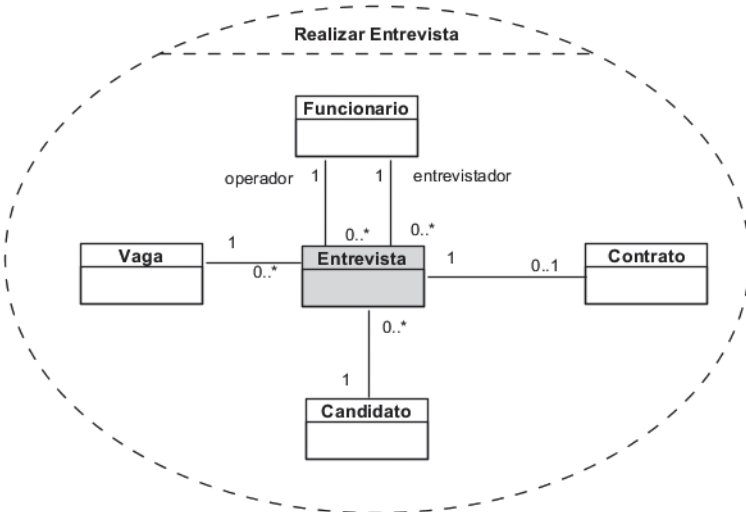 Realizar Entrevista
Funcionario
operador 1 1 entrevistador
0..* 0..*
Vaga 1 0..* Entrevista 1 0..1 Contrato
0..*
1
Candidato